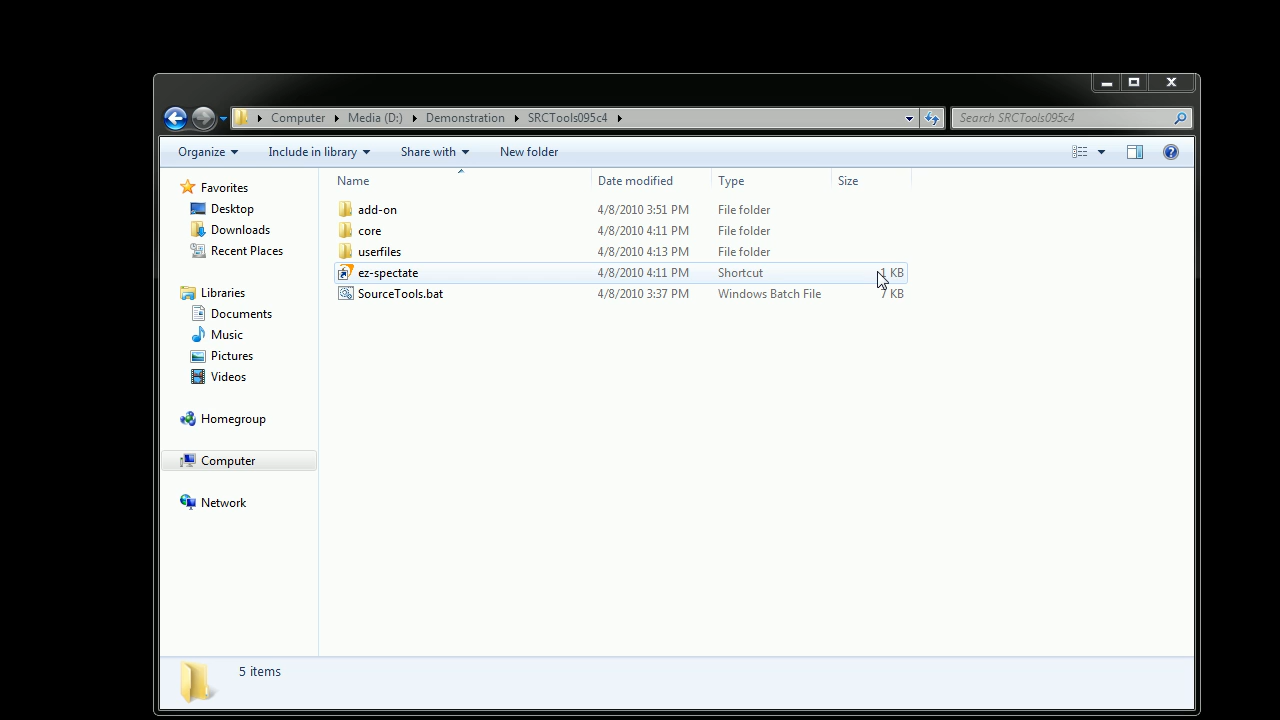 Computer Media (D:) Demonstration SRCTools095c4 Search SRCTools095c4
Organize Include in library Share with New folder
Favorites
Desktop
Downloads
Recent Places
Libraries
Documents
Music
Pictures
Videos
Homegroup
Computer
Network
Name Date modified Type Size
add-on 4/8/2010 3:51 PM File folder
core 4/8/2010 4:11 PM File folder
userfiles 4/8/2010 4:13 PM File folder
ez-spectate 4/8/2010 4:11 PM Shortcut 1 KB
SourceTools.bat 4/8/2010 3:37 PM Windows Batch File 7 KB
5 items